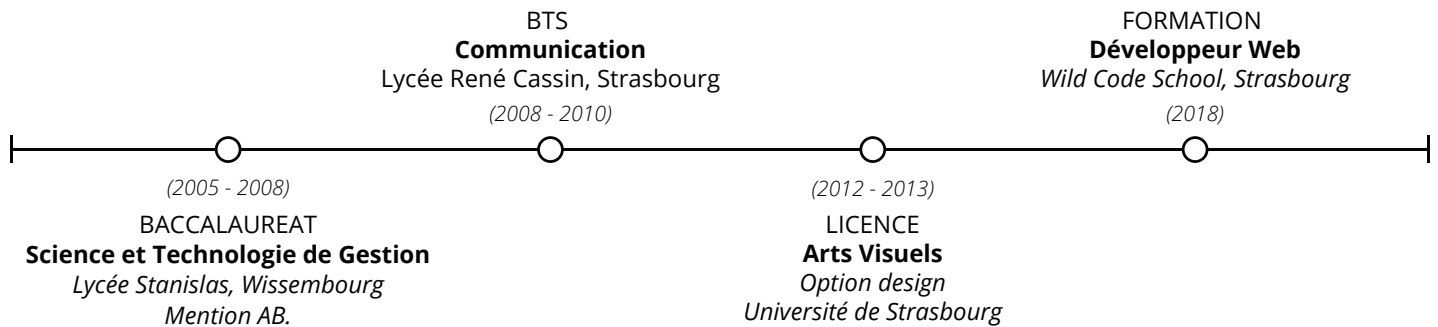 BTS
Communication
Lycée René Cassin, Strasbourg
(2008 - 2010)
FORMATION
Développeur Web
Wild Code School, Strasbourg
(2018)
(2005 - 2008)
BACCALAUREAT
Science et Technologie de Gestion
Lycée Stanislas, Wissembourg
Mention AB.
(2012 - 2013)
LICENCE
Arts Visuels
Option design
Université de Strasbourg